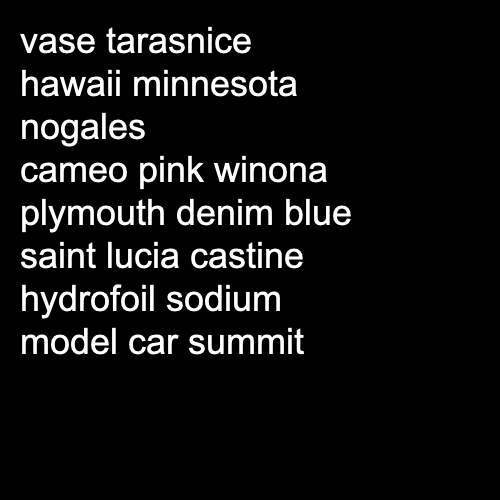 vase tarasnice
hawaii minnesota
nogales
cameo pink winona
plymouth denim blue
saint lucia castine
hydrofoil sodium
model car summit